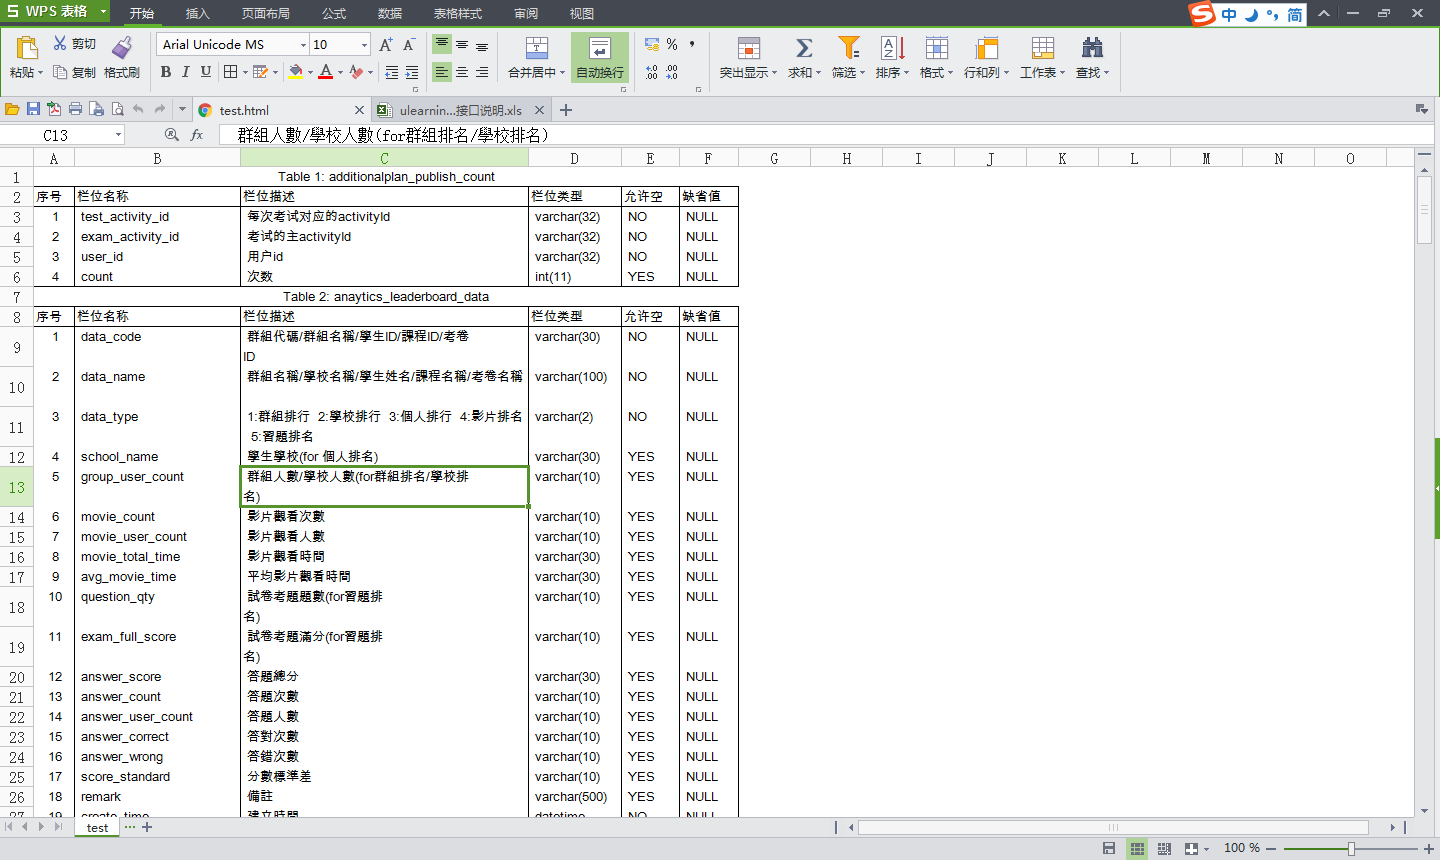 S WPS 表格 开始 插入 页面布局 公式 数据 表格样式 审阅 视图 中 简
剪切 Arial Unicode MS 10
粘贴 复制 格式刷 B I U A 合并居中 自动换行 % 突出显示 求和 筛选 排序 格式 行和列 工作表 查找
test.html ulearnin...接口说明.xls
C13 fx 群組人數/學校人數(for群組排名/學校排名)
A B C D E F G H I J K L M N O
1 Table 1: additionalplan_publish_count
2 序号 栏位名称 栏位描述 栏位类型 允许空 缺省值
3 1 test_activity_id 每次考试对应的activityId varchar(32) NO NULL
4 2 exam_activity_id 考试的主activityId varchar(32) NO NULL
5 3 user_id 用户id varchar(32) NO NULL
6 4 count 次数 int(11) YES NULL
7 Table 2: anaytics_leaderboard_data
8 序号 栏位名称 栏位描述 栏位类型 允许空 缺省值
9 1 data_code 群組代碼/群組名稱/學生ID/課程ID/考卷 varchar(30) NO NULL
ID
10 2 data_name 群組名稱/學校名稱/學生姓名/課程名稱/考卷名稱 varchar(100) NO NULL
11 3 data_type 1:群組排行 2:學校排行 3:個人排行 4:影片排名 varchar(2) NO NULL
5:習題排名
12 4 school_name 學生學校(for 個人排名) varchar(30) YES NULL
13 5 group_user_count 群組人數/學校人數(for群組排名/學校排 varchar(10) YES NULL
名)
14 6 movie_count 影片觀看次數 varchar(10) YES NULL
15 7 movie_user_count 影片觀看人數 varchar(10) YES NULL
16 8 movie_total_time 影片觀看時間 varchar(30) YES NULL
17 9 avg_movie_time 平均影片觀看時間 varchar(30) YES NULL
18 10 question_qty 試卷考題題數(for習題排 varchar(10) YES NULL
名)
19 11 exam_full_score 試卷考題滿分(for習題排 varchar(10) YES NULL
名)
20 12 answer_score 答題總分 varchar(30) YES NULL
21 13 answer_count 答題次數 varchar(10) YES NULL
22 14 answer_user_count 答題人數 varchar(10) YES NULL
23 15 answer_correct 答對次數 varchar(10) YES NULL
24 16 answer_wrong 答錯次數 varchar(10) YES NULL
25 17 score_standard 分數標準差 varchar(10) YES NULL
26 18 remark 備註 varchar(500) YES NULL
27 19 create_time 建立時間 datetime NO NULL
test ...
100 %